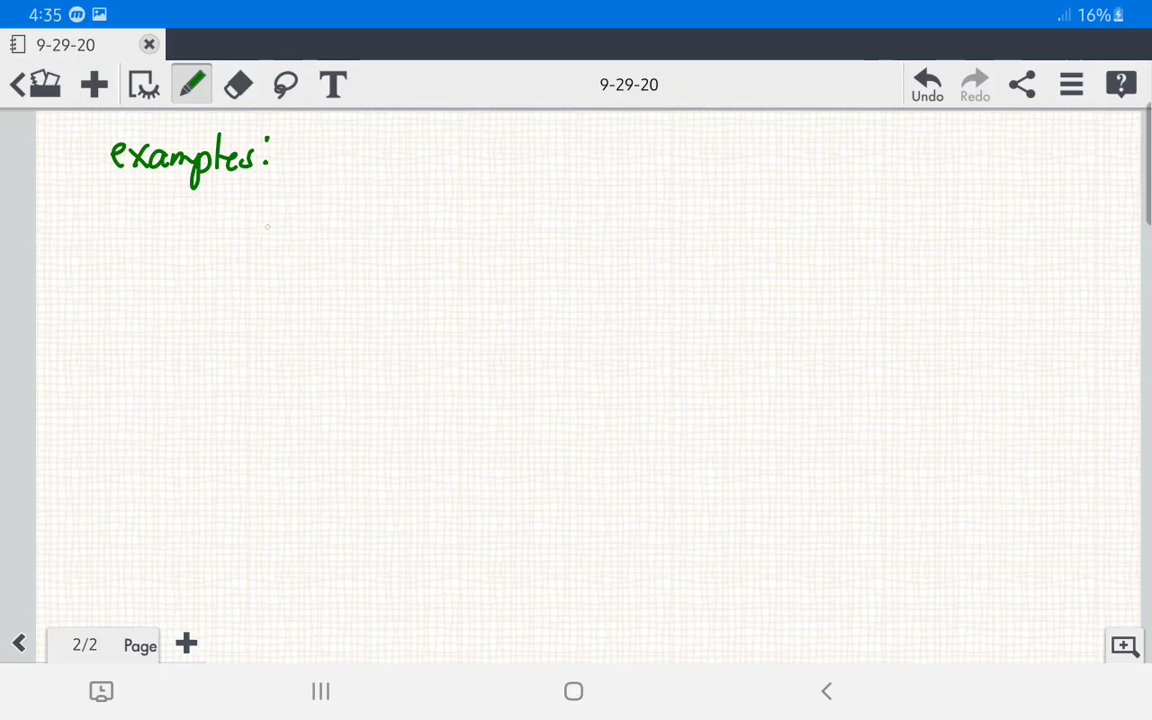 4:35 16%
9-29-20
T 9-29-20 Undo Redo
examples:
2/2 Page